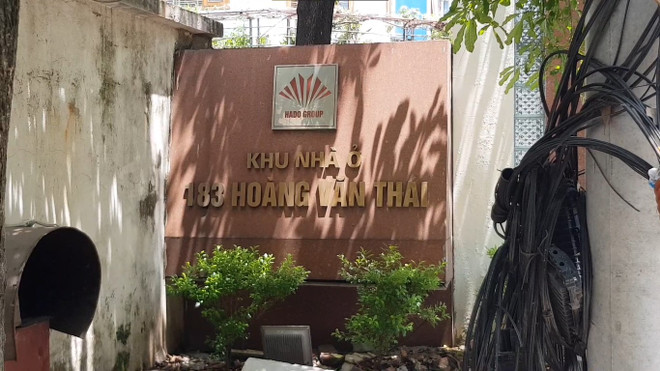 HADO GROUP
KHU NHÀ Ở
183 HOÀNG VĂN THÁI